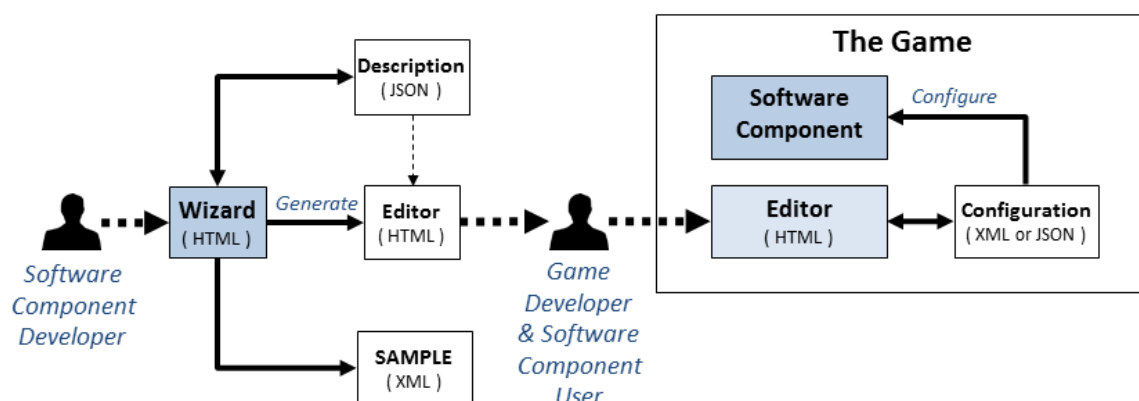 Description
( JSON )
Generate
Wizard
( HTML )
Editor
( HTML )
SAMPLE
( XML )
Software
Component
Developer
Game
Developer
& Software
Component
User
The Game
Software
Component
Configure
Editor
( HTML )
Configuration
( XML or JSON )